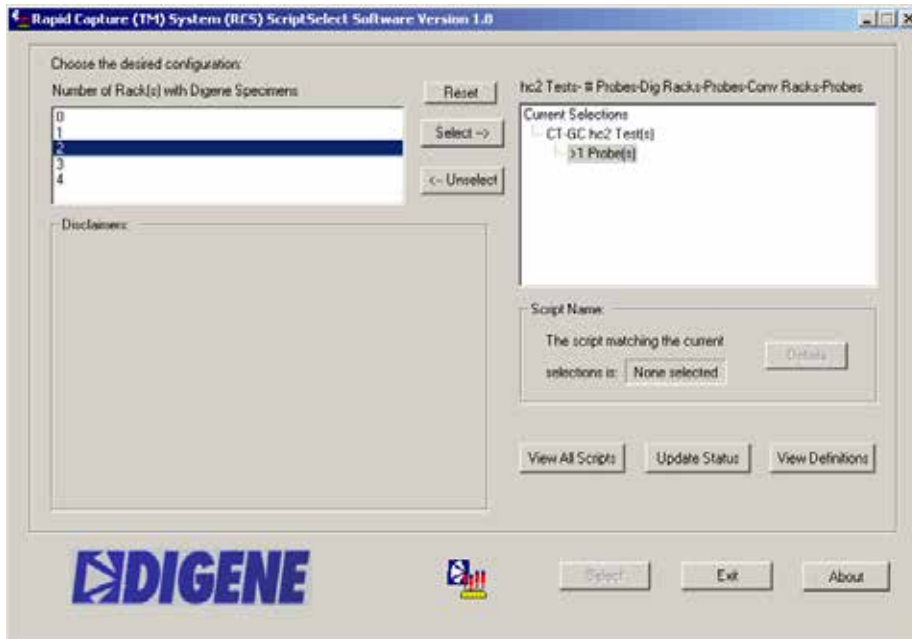 Rapid Capture (TM) System (RCS) ScriptSelect Software Version 1.0
Choose the desired configuration:
Number of Rack(s) with Digene Specimens
0
1
2
3
4
Reset
Select ->
<- Unselect
hc2 Tests- # Probes-Dig Racks-Probes-Conv Racks-Probes
Current Selections
CT-GC hc2 Test(s)
>1 Probe(s)
Disclaimers:
Script Name:
The script matching the current
selections is: None selected
Details
View All Scripts
Update Status
View Definitions
DIGENE
Select
Exit
About